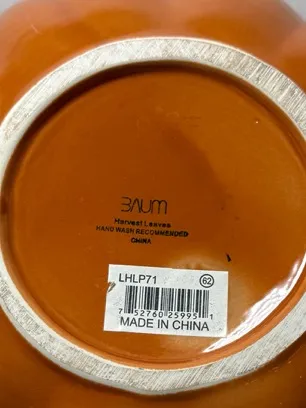 BAUM
Harvest Leaves
HAND WASH RECOMMENDED
CHINA
LHLP71 62
7 52760 25995 1
MADE IN CHINA